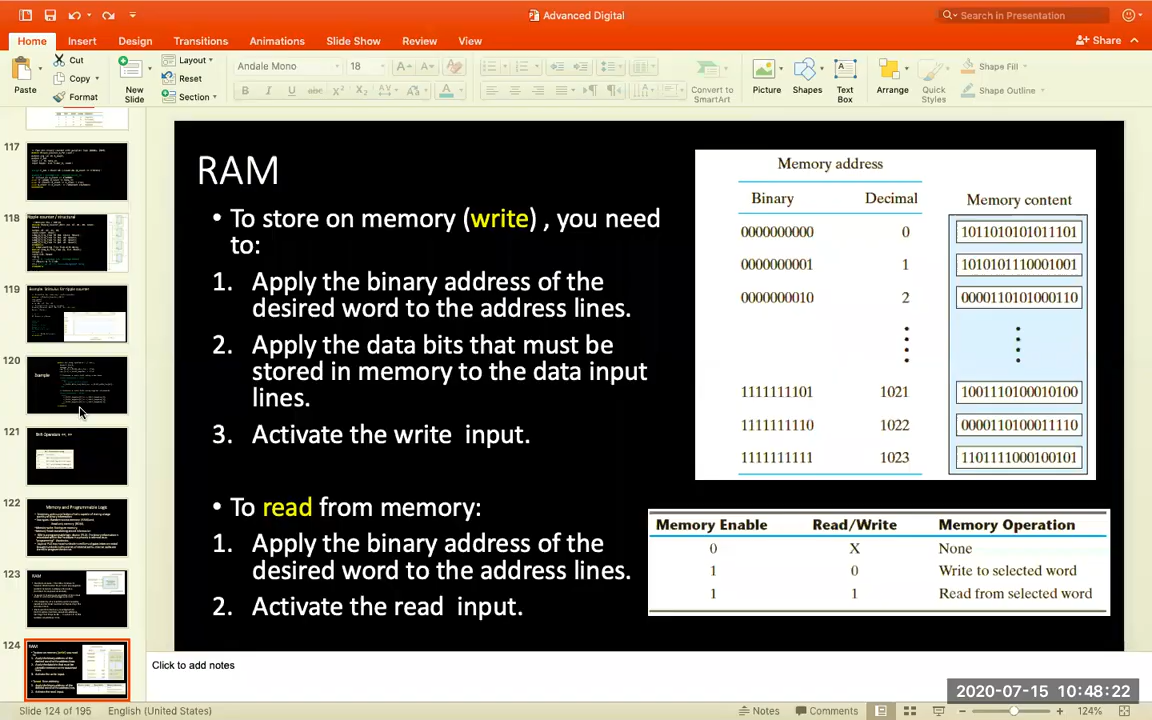 Advanced Digital
Search in Presentation
Home Insert Design Transitions Animations Slide Show Review View
Share
Paste
Cut
Copy
Format
New
Slide
Layout
Reset
Section
Andale Mono
18
Convert to
SmartArt
Picture
Shapes
Text
Box
Arrange
Quick
Styles
Shape Fill
Shape Outline
117
118
119
120
121
122
Memory and Programmable Logic
123
124
RAM
• To store on memory (write) , you need
to:
1. Apply the binary address of the
desired word to the address lines.
2. Apply the data bits that must be
stored in memory to the data input
lines.
3. Activate the write input.
• To read from memory:
1. Apply the binary address of the
desired word to the address lines.
2. Activate the read input.
Memory address
Binary Decimal Memory content
0000000000 0 1011010101011101
0000000001 1 1010101110001001
0000000010 2 0000110101000110
1111111101 1021 1001110100010100
1111111110 1022 0000110100011110
1111111111 1023 1101111000100101
Memory Enable Read/Write Memory Operation
0 X None
1 0 Write to selected word
1 1 Read from selected word
Click to add notes
2020-07-15 10:48:22
Slide 124 of 195 English (United States) Notes Comments 124%